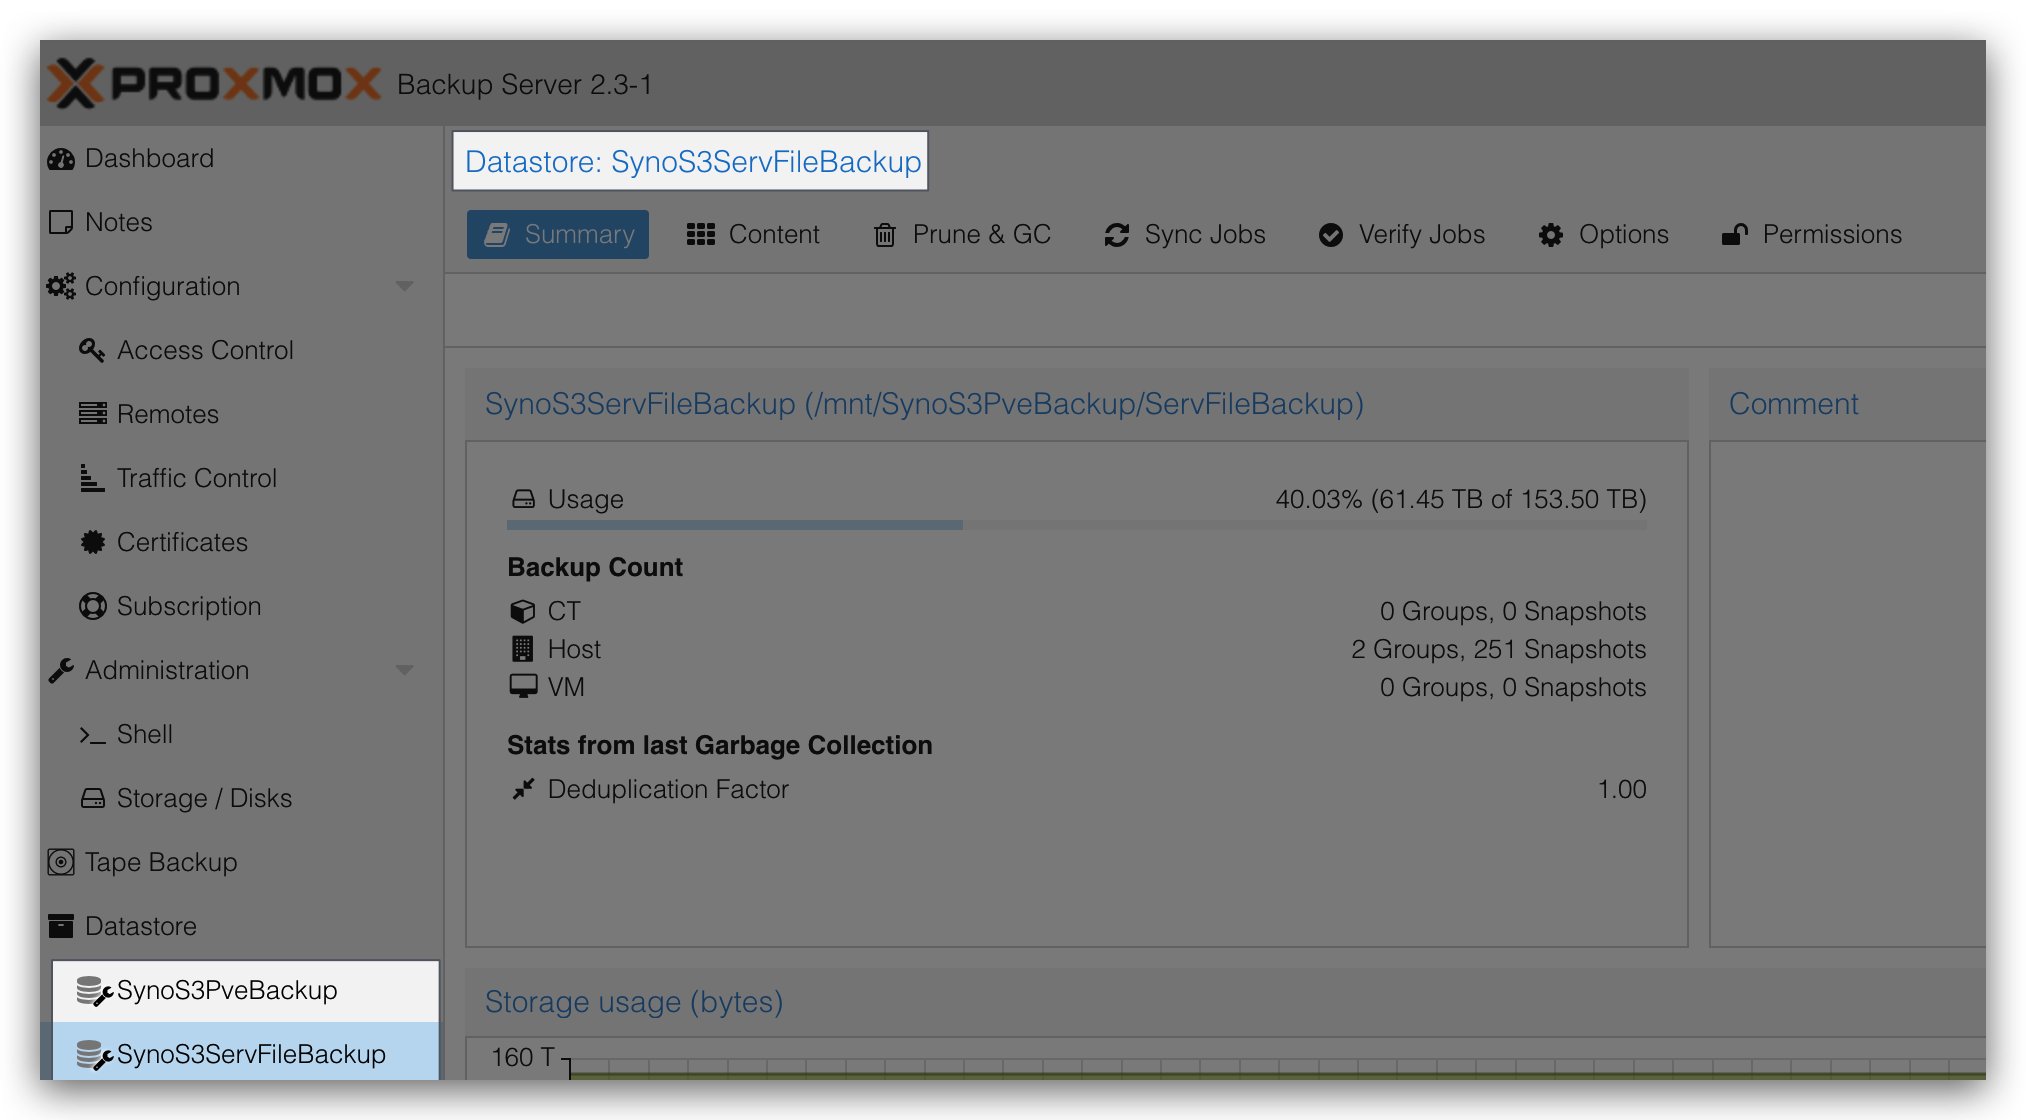 PROXMOX Backup Server 2.3-1
Dashboard
Notes
Configuration
Access Control
Remotes
Traffic Control
Certificates
Subscription
Administration
Shell
Storage / Disks
Tape Backup
Datastore
SynoS3PveBackup
SynoS3ServFileBackup
Datastore: SynoS3ServFileBackup
Summary Content Prune & GC Sync Jobs Verify Jobs Options Permissions
SynoS3ServFileBackup (/mnt/SynoS3PveBackup/ServFileBackup)
Usage 40.03% (61.45 TB of 153.50 TB)
Backup Count
CT 0 Groups, 0 Snapshots
Host 2 Groups, 251 Snapshots
VM 0 Groups, 0 Snapshots
Stats from last Garbage Collection
Deduplication Factor 1.00
Comment
Storage usage (bytes)
160 T